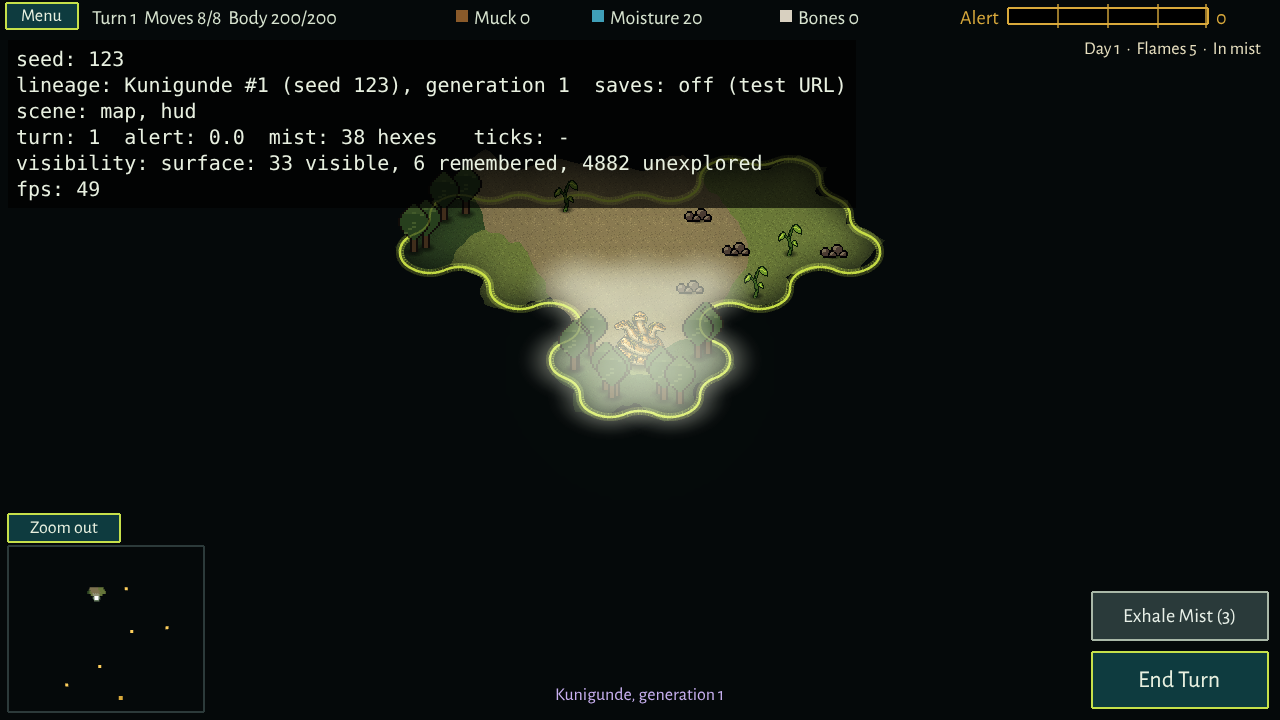 Menu Turn 1 Moves 8/8 Body 200/200 Muck 0 Moisture 20 Bones 0 Alert 0
Day 1 · Flames 5 · In mist
seed: 123
lineage: Kunigunde #1 (seed 123), generation 1 saves: off (test URL)
scene: map, hud
turn: 1 alert: 0.0 mist: 38 hexes ticks: -
visibility: surface: 33 visible, 6 remembered, 4882 unexplored
fps: 49
Zoom out
Exhale Mist (3)
End Turn
Kunigunde, generation 1